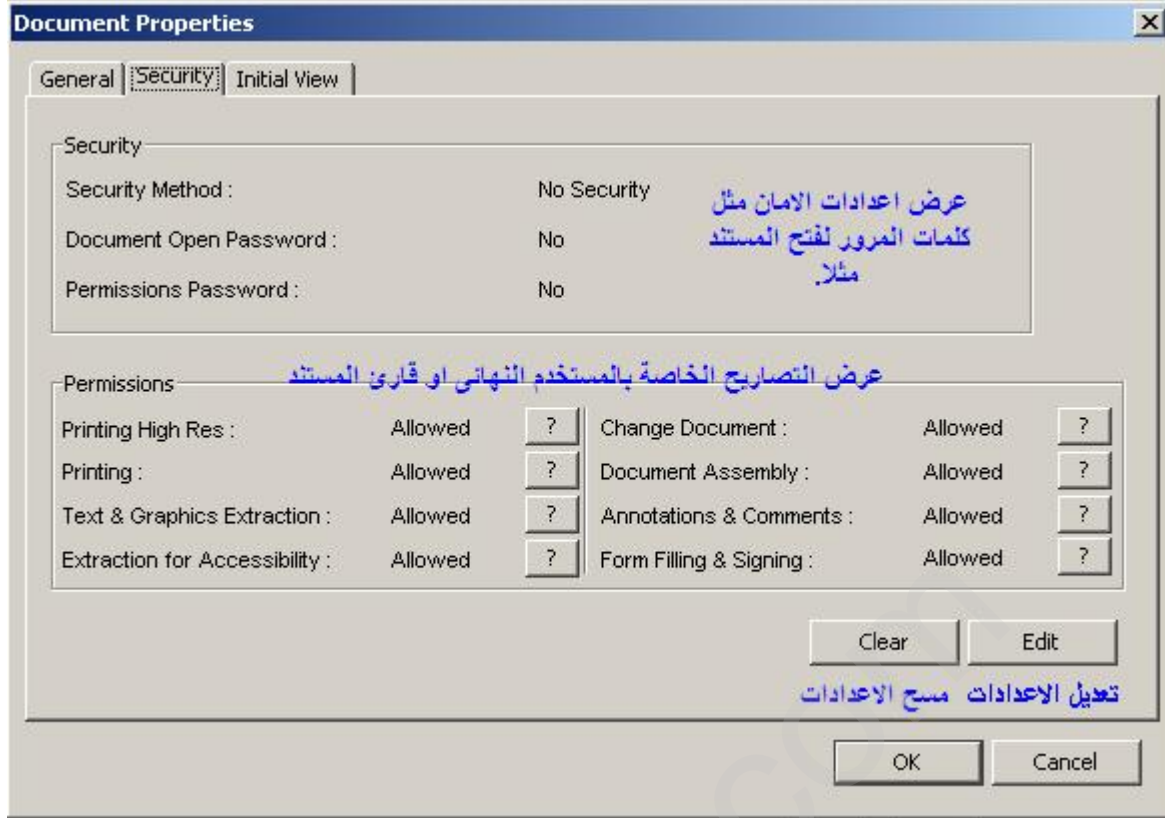 Document Properties
General Security Initial View
Security
Security Method : No Security
عرض اعدادات الامان مثل
Document Open Password : No
كلمات المرور لفتح المستند
مثلا.
Permissions Password : No
عرض التصاريح الخاصة بالمستخدم النهائى او قارئ المستند
Permissions
Printing High Res : Allowed ? Change Document : Allowed ?
Printing : Allowed ? Document Assembly : Allowed ?
Text & Graphics Extraction : Allowed ? Annotations & Comments : Allowed ?
Extraction for Accessibility : Allowed ? Form Filling & Signing : Allowed ?
Clear Edit
تعديل الاعدادات مسح الاعدادات
OK Cancel
.com